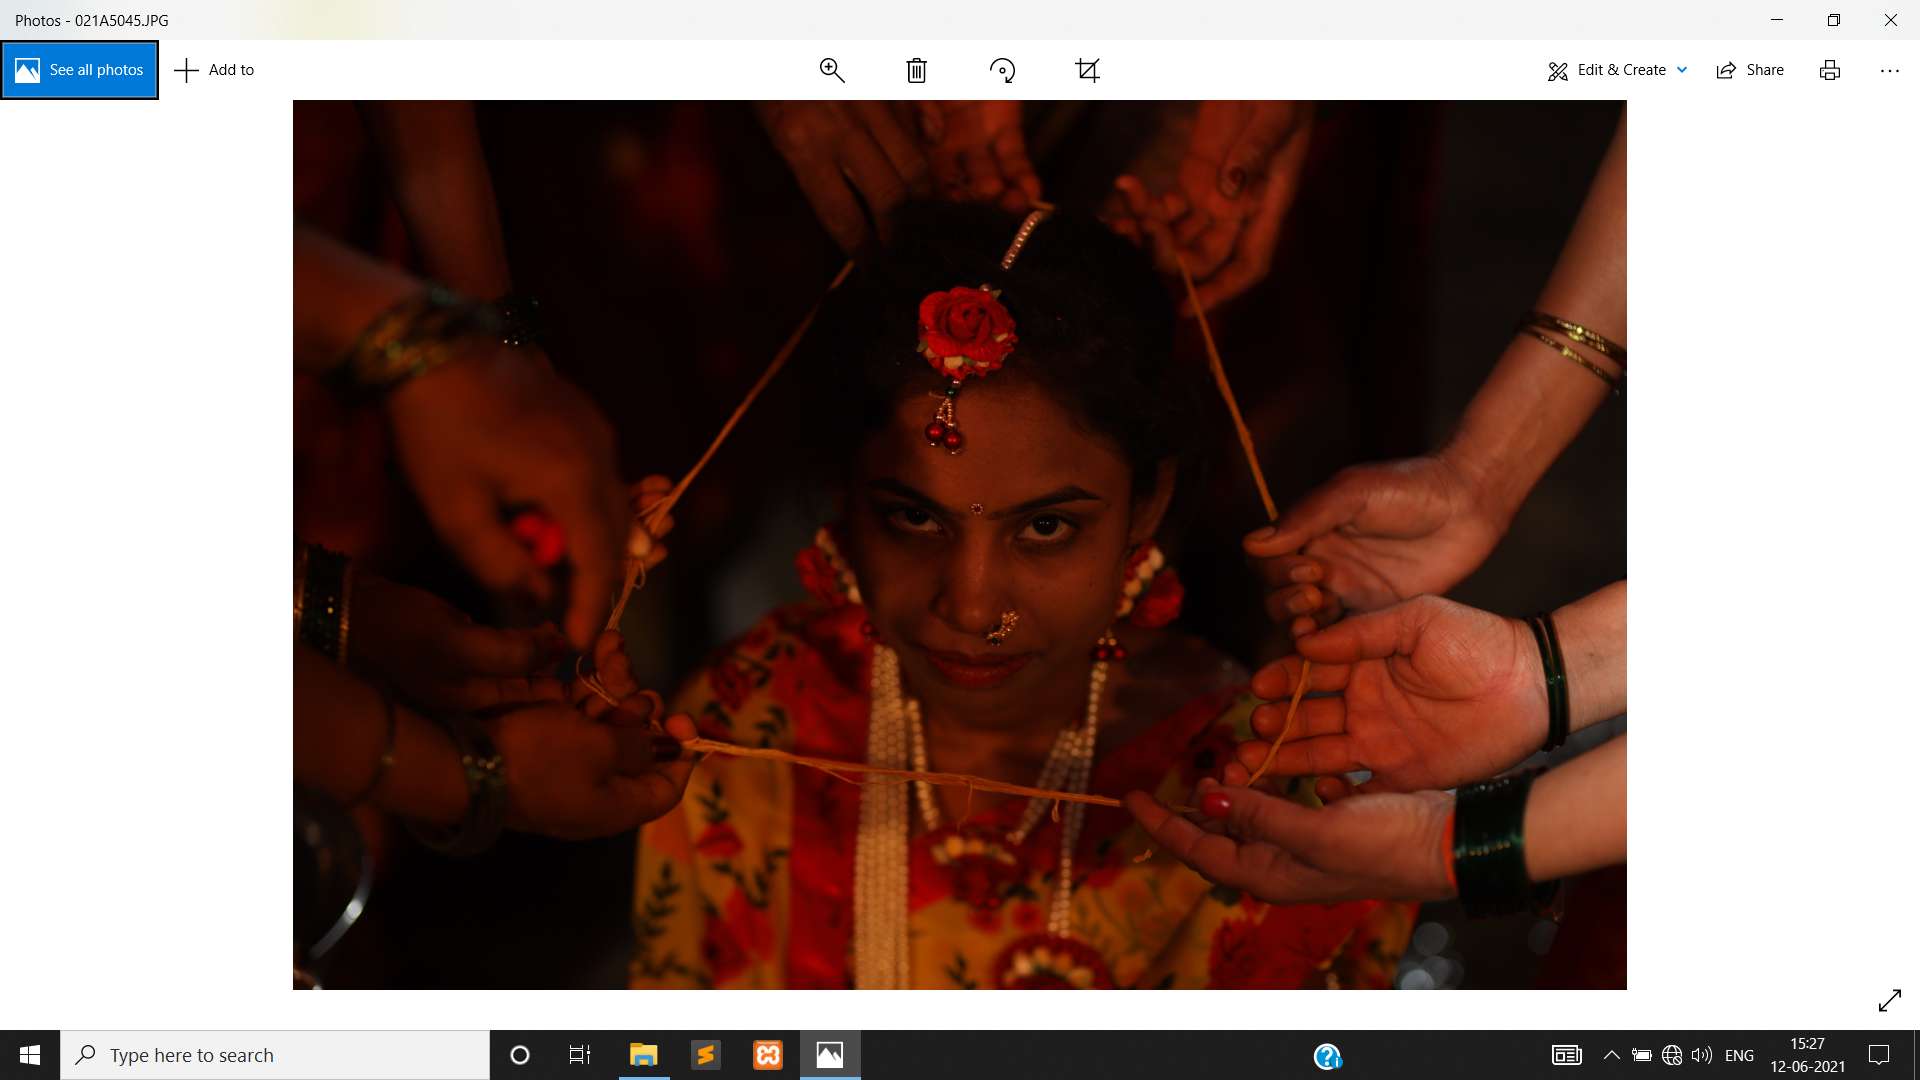 Photos - 021A5045.JPG
See all photos
Add to
Edit & Create
Share
Type here to search
ENG
15:27
12-06-2021